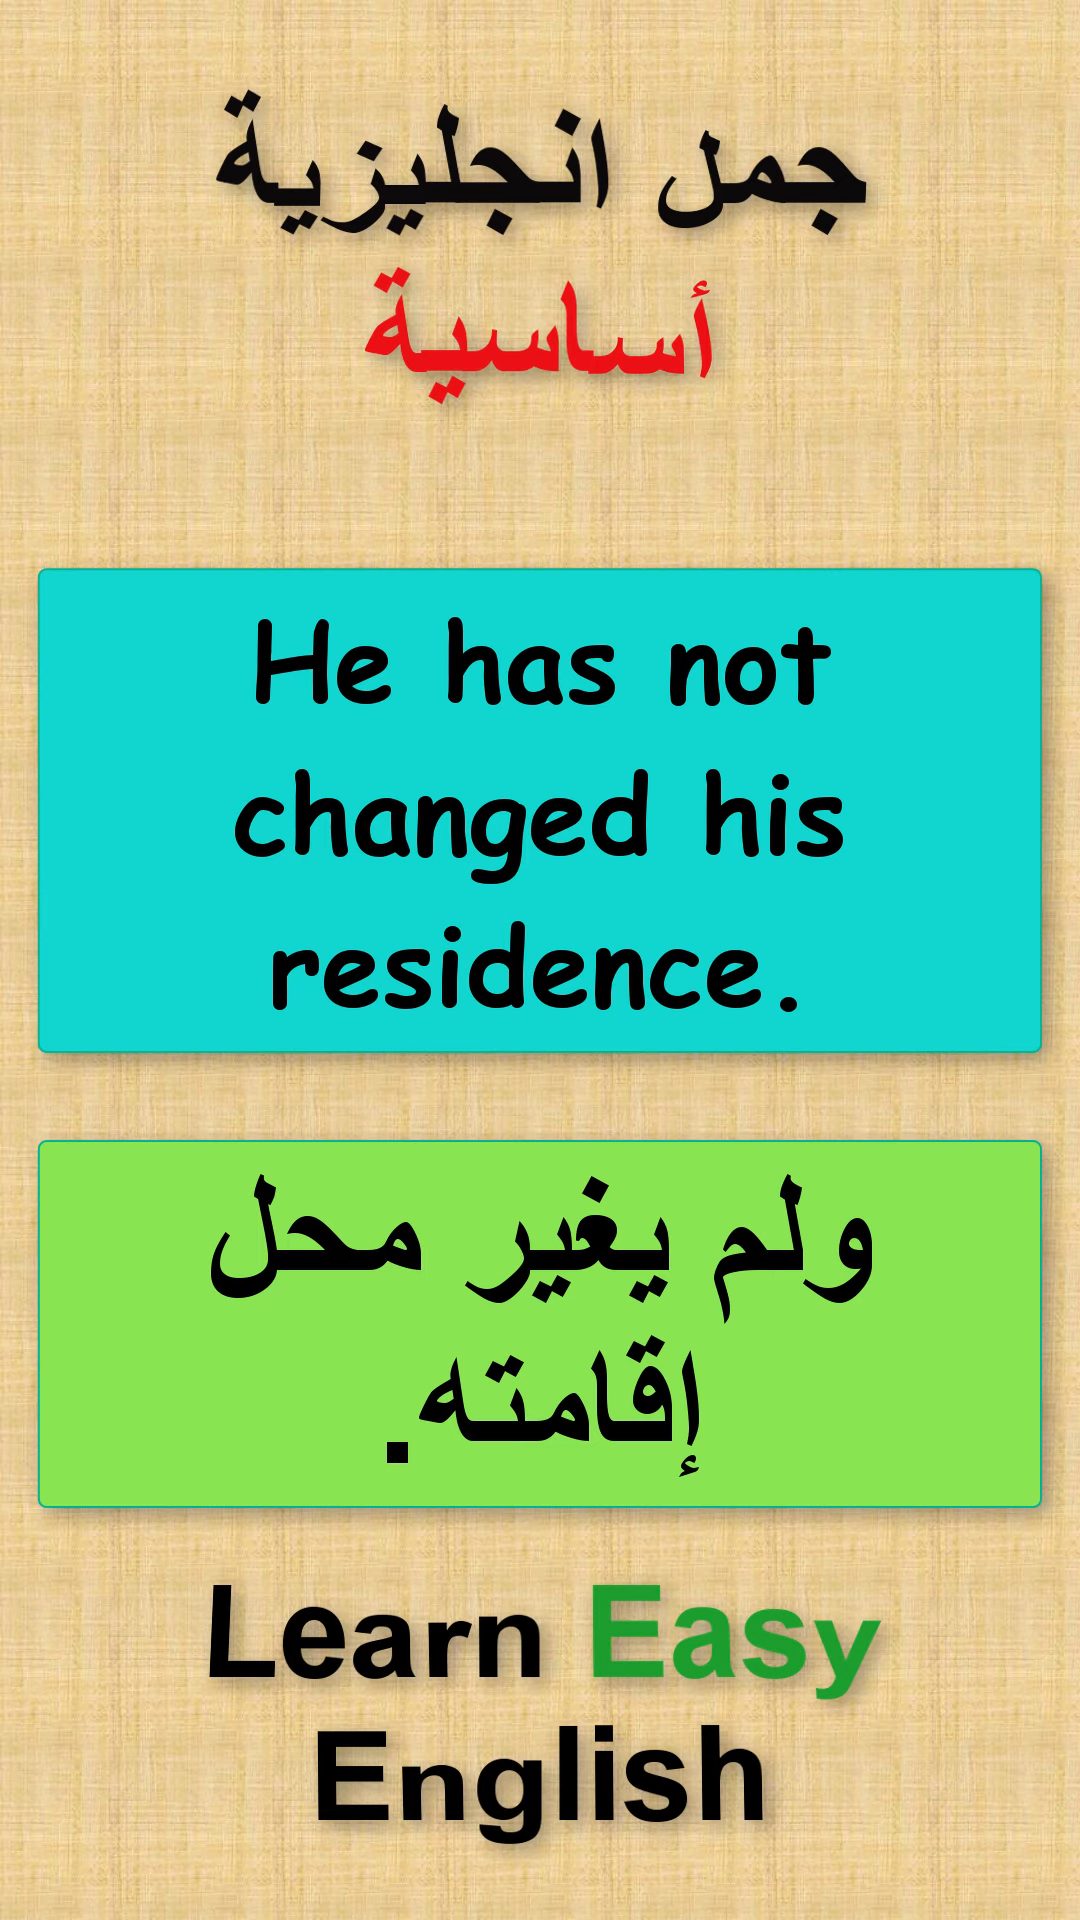 جمل انجليزية
أساسية
He has not
changed his
residence.
ولم يغير محل
إقامته.
Learn Easy
English